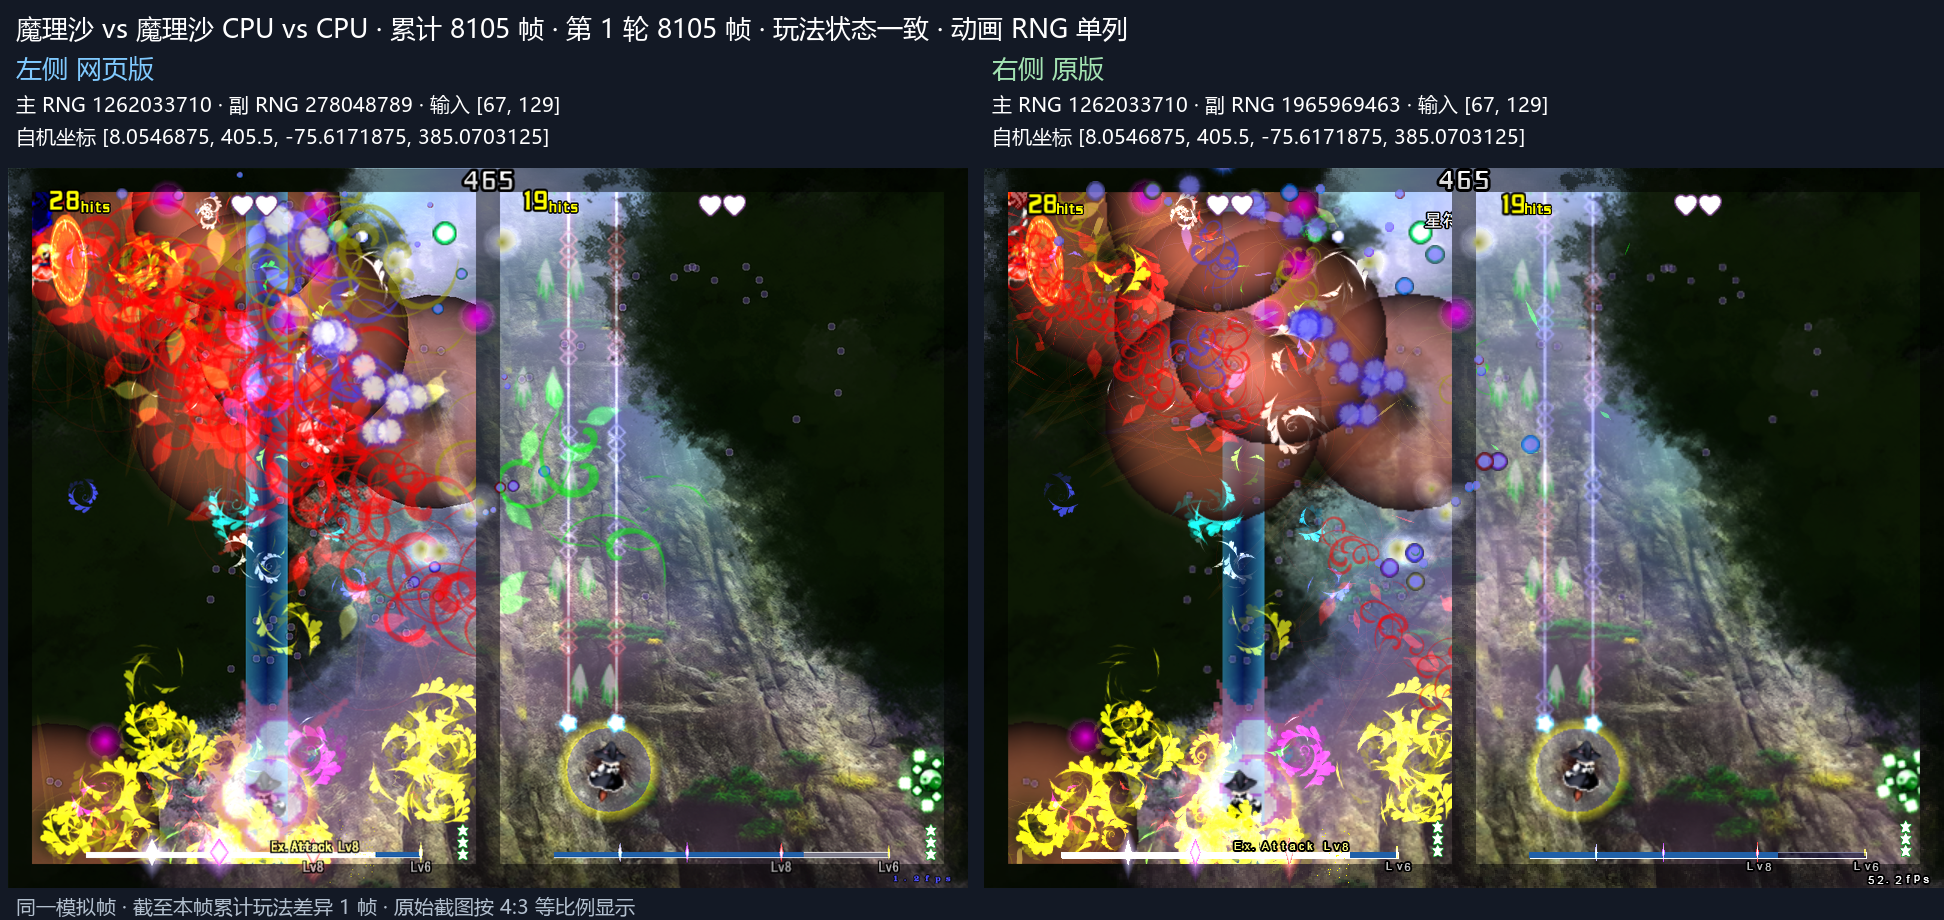 魔理沙 vs 魔理沙 CPU vs CPU · 累计 8105 帧 · 第 1 轮 8105 帧 · 玩法状态一致 · 动画 RNG 单列
左侧 网页版
主 RNG 1262033710 · 副 RNG 278048789 · 输入 [67, 129]
自机坐标 [8.0546875, 405.5, -75.6171875, 385.0703125]
右侧 原版
主 RNG 1262033710 · 副 RNG 1965969463 · 输入 [67, 129]
自机坐标 [8.0546875, 405.5, -75.6171875, 385.0703125]
465
28hits
19hits
Ex.Attack Lv8
Lv8
Lv6
Lv8
Lv6
1.2fps
465
28hits
19hits
星符
Ex.Attack Lv8
Lv6
Lv8
Lv6
52.2fps
同一模拟帧 · 截至本帧累计玩法差异 1 帧 · 原始截图按 4:3 等比例显示